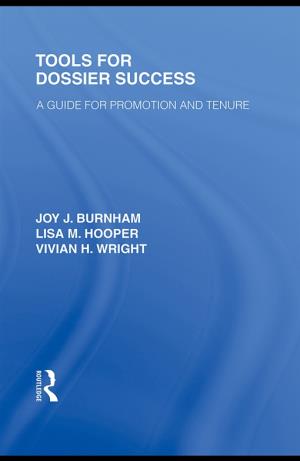 TOOLS FOR
DOSSIER SUCCESS
A GUIDE FOR PROMOTION AND TENURE
JOY J. BURNHAM
LISA M. HOOPER
VIVIAN H. WRIGHT
ROUTLEDGE